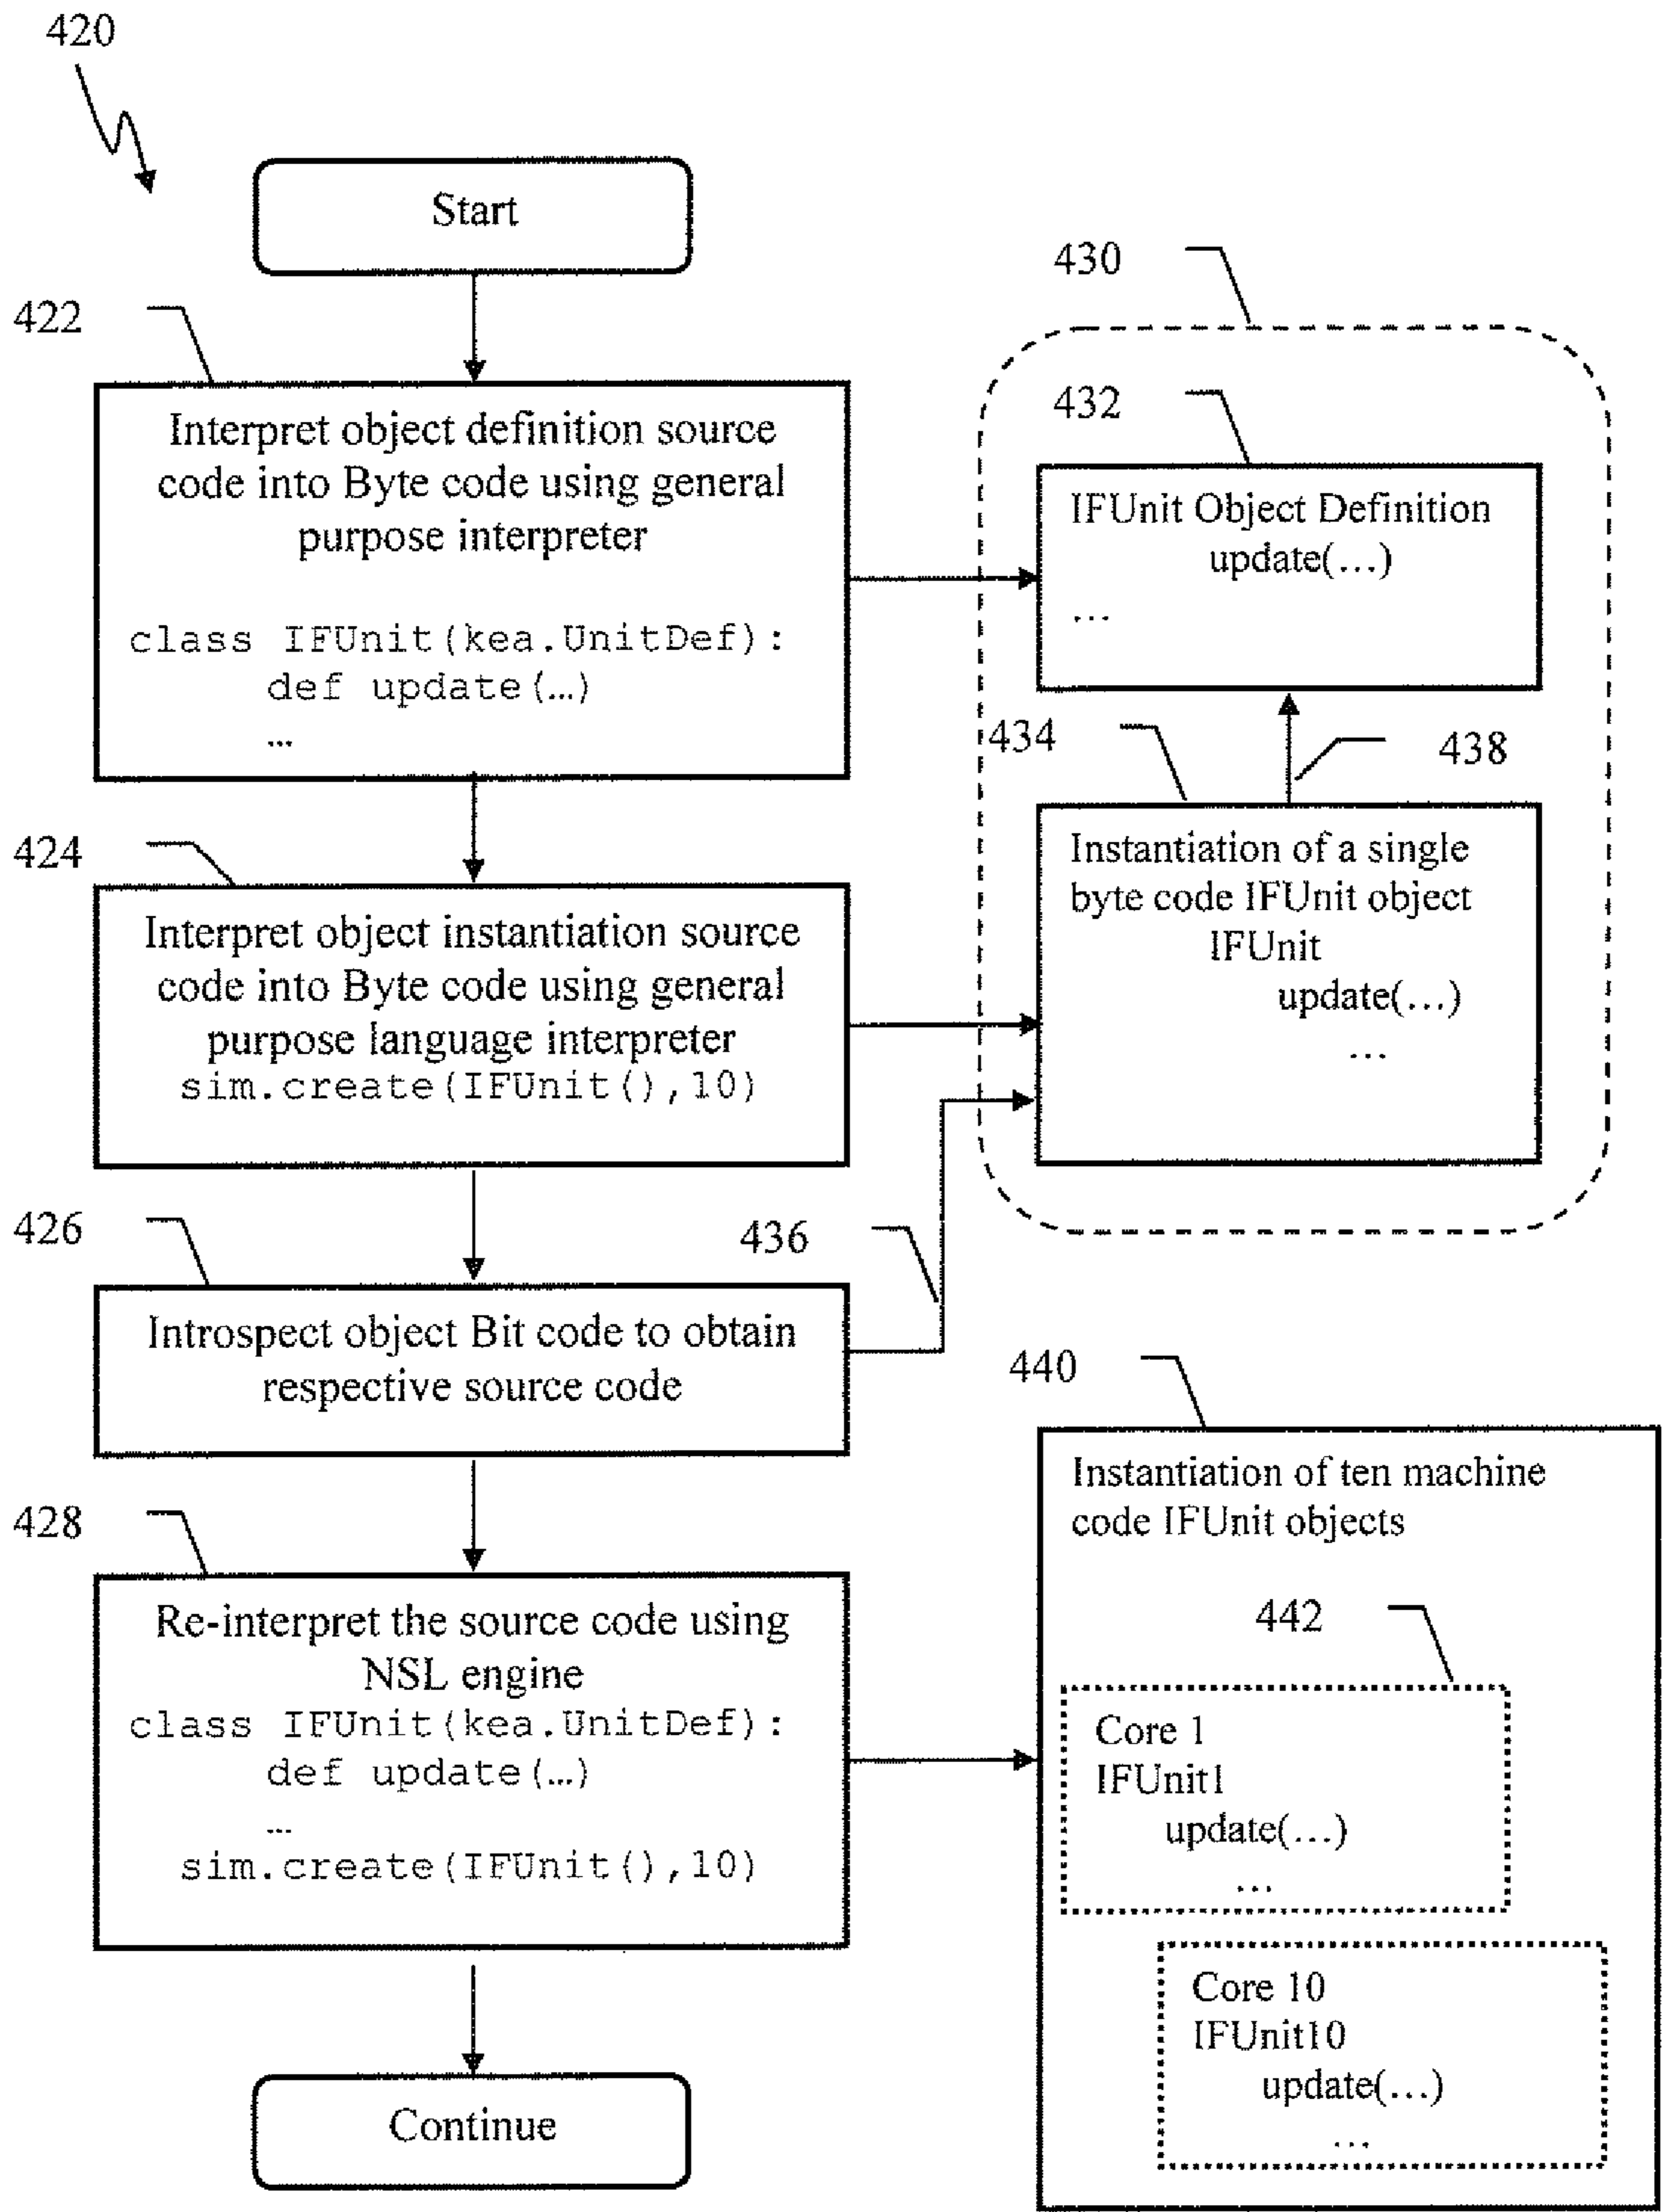 420
Start
422
Interpret object definition source
code into Byte code using general
purpose interpreter
class IFUnit(kea.UnitDef):
def update(…)
...
424
Interpret object instantiation source
code into Byte code using general
purpose language interpreter
sim.create(IFUnit(),10)
426
Introspect object Bit code to obtain
respective source code
428
Re-interpret the source code using
NSL engine
class IFUnit(kea.UnitDef):
def update(…)
...
sim.create(IFUnit(),10)
Continue
430
432
IFUnit Object Definition
update(…)
...
438
434
Instantiation of a single
byte code IFUnit object
IFUnit
update(…)
...
436
440
Instantiation of ten machine
code IFUnit objects
442
Core 1
IFUnit1
update(…)
...
Core 10
IFUnit10
update(…)
...